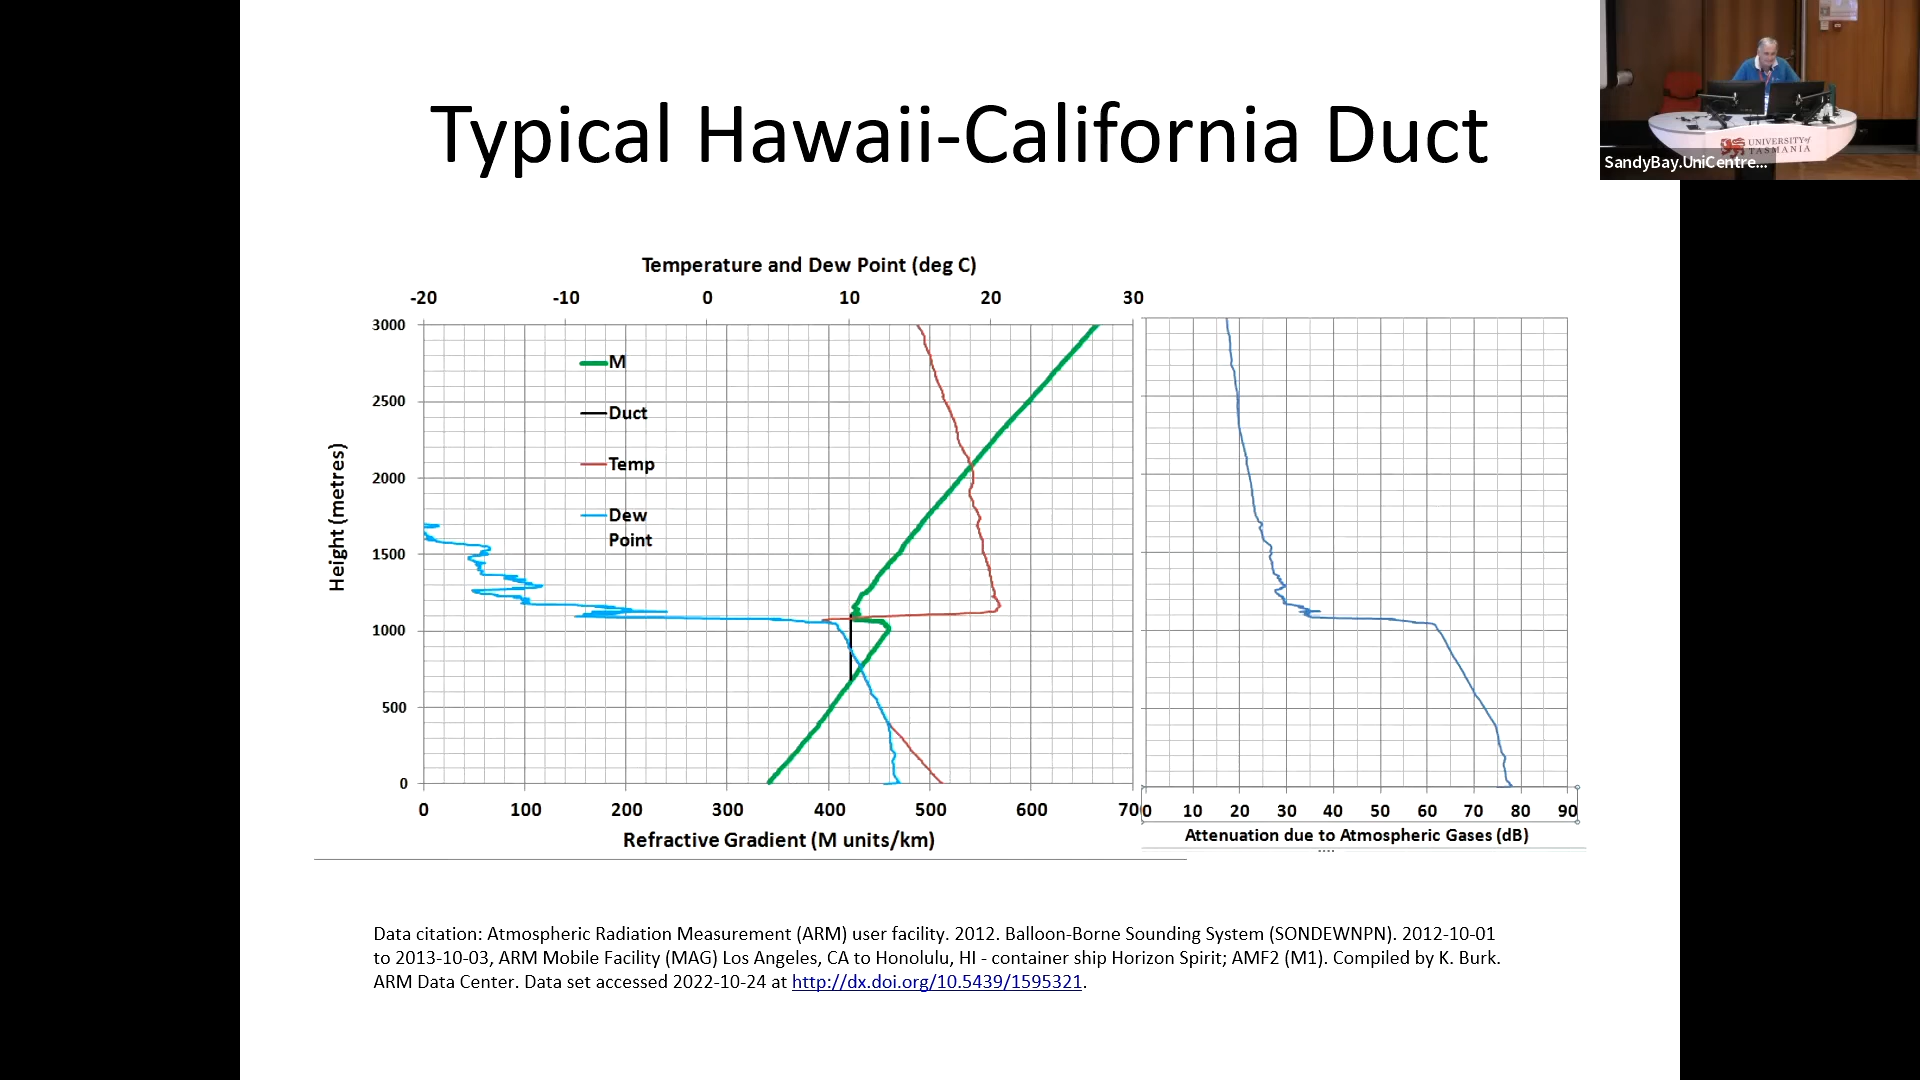 Typical Hawaii-California Duct
UNIVERSITY of
TASMANIA
SandyBay.UniCentre...
Temperature and Dew Point (deg C)
-20 -10 0 10 20 30
3000
2500
2000
1500
1000
500
0
Height (metres)
M
Duct
Temp
Dew
Point
0 100 200 300 400 500 600 70
Refractive Gradient (M units/km)
0 10 20 30 40 50 60 70 80 90
Attenuation due to Atmospheric Gases (dB)
Data citation: Atmospheric Radiation Measurement (ARM) user facility. 2012. Balloon-Borne Sounding System (SONDEWNPN). 2012-10-01
to 2013-10-03, ARM Mobile Facility (MAG) Los Angeles, CA to Honolulu, HI - container ship Horizon Spirit; AMF2 (M1). Compiled by K. Burk.
ARM Data Center. Data set accessed 2022-10-24 at http://dx.doi.org/10.5439/1595321.